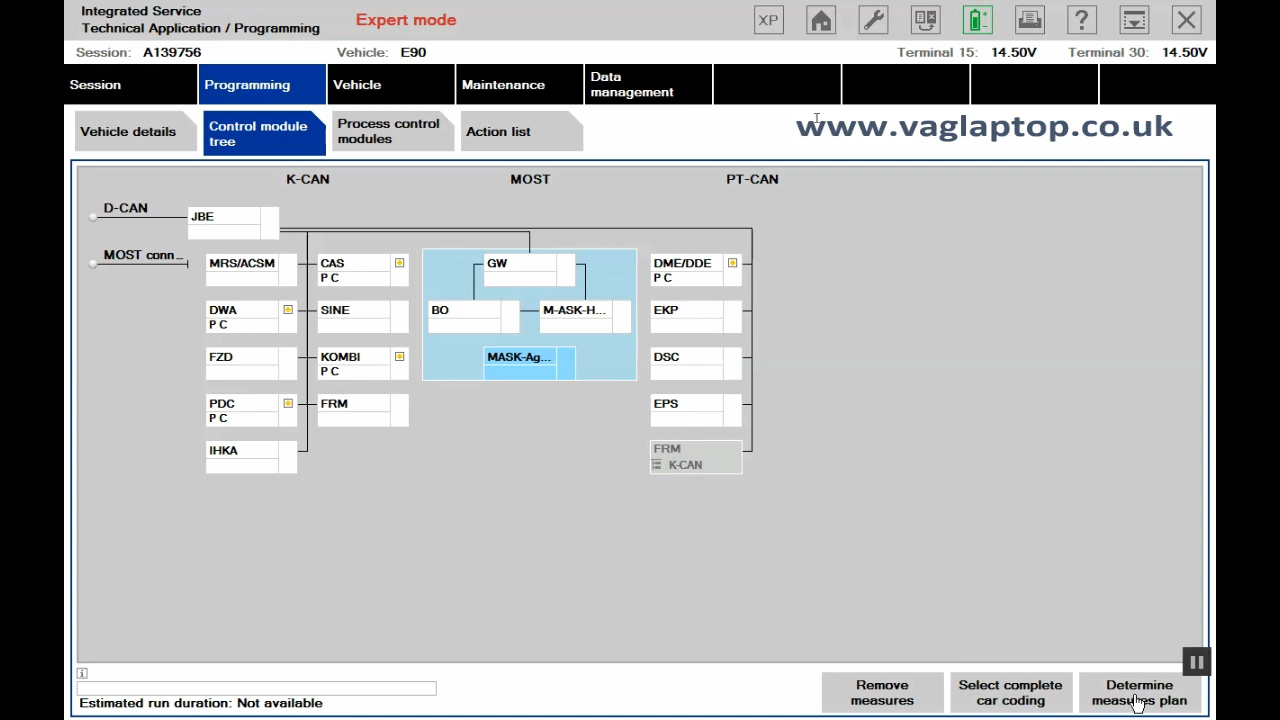 Integrated Service
Technical Application / Programming
Expert mode
XP
Session: A139756
Vehicle: E90
Terminal 15: 14.50V
Terminal 30: 14.50V
Session
Programming
Vehicle
Maintenance
Data
management
Vehicle details
Control module
tree
Process control
modules
Action list
www.vaglaptop.co.uk
K-CAN
MOST
PT-CAN
D-CAN
JBE
MOST conn...
MRS/ACSM
CAS
P C
GW
DME/DDE
P C
DWA
P C
SINE
BO
M-ASK-H...
EKP
FZD
KOMBI
P C
MASK-Ag...
DSC
PDC
P C
FRM
EPS
IHKA
FRM
K-CAN
Estimated run duration: Not available
Remove
measures
Select complete
car coding
Determine
measures plan